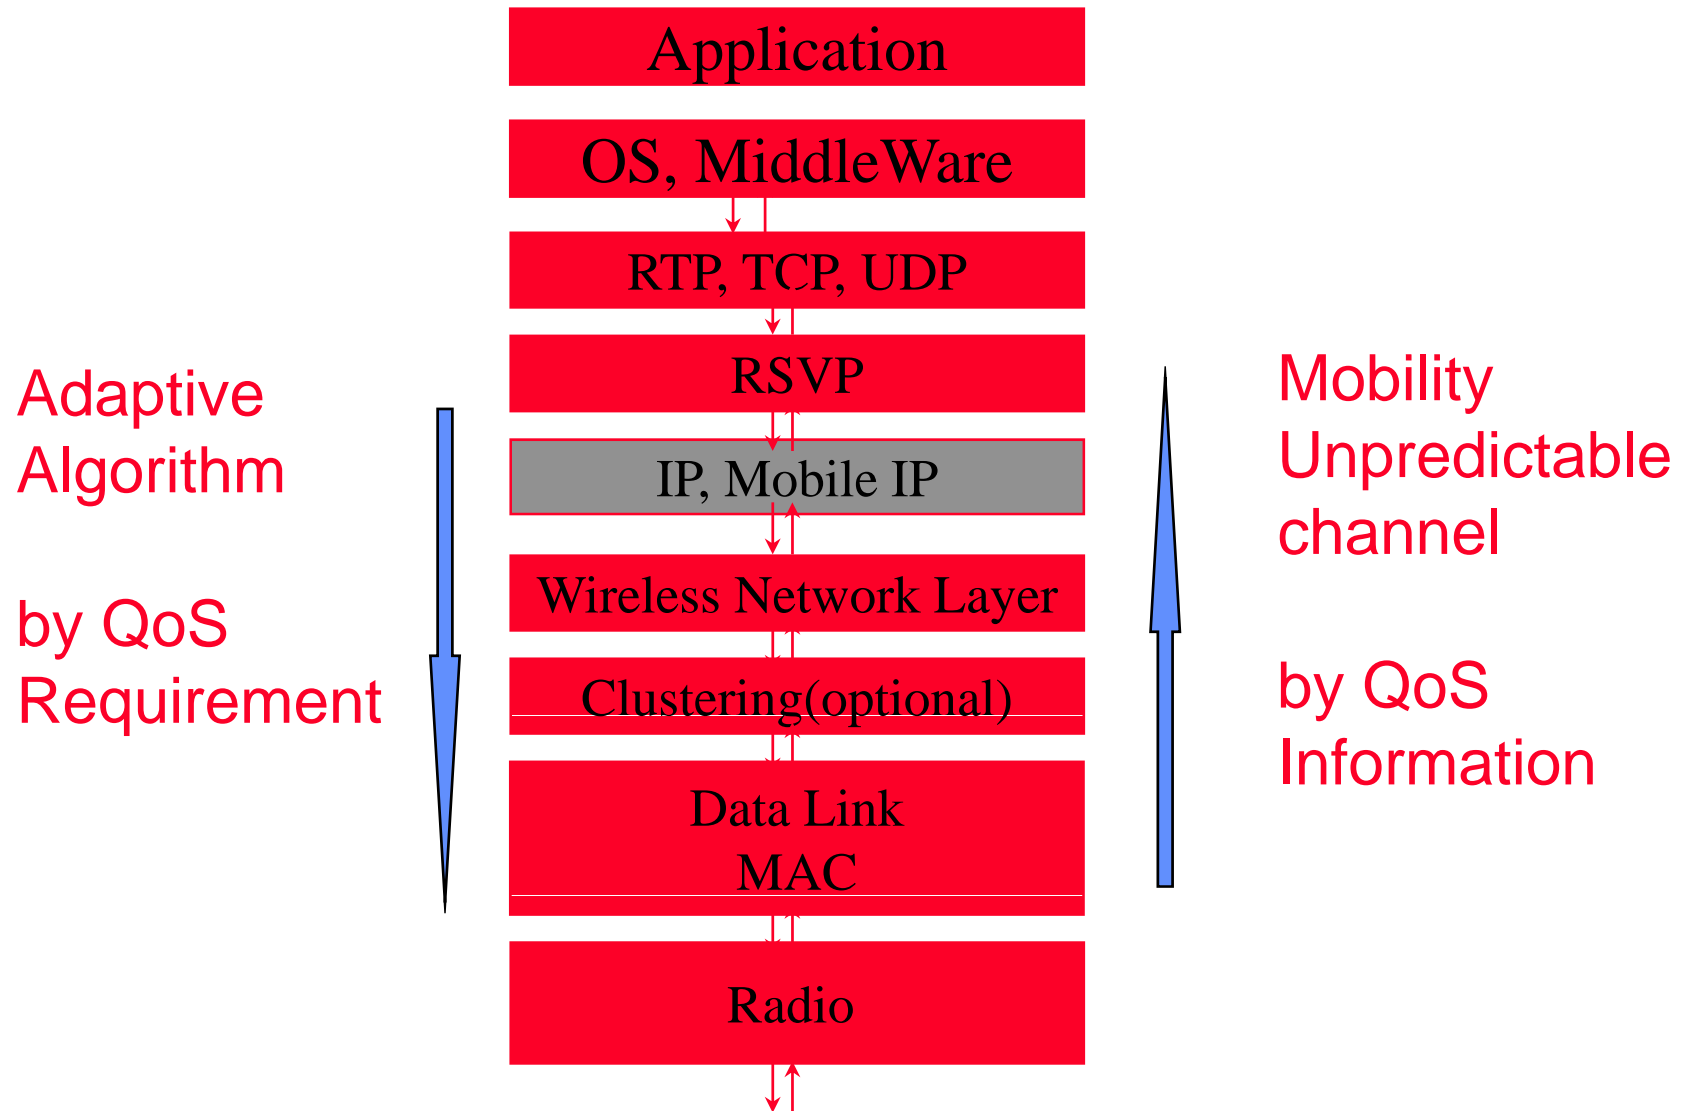 Application
OS, MiddleWare
RTP, TCP, UDP
RSVP
IP, Mobile IP
Wireless Network Layer
Clustering(optional)
Data Link
MAC
Radio
Adaptive
Algorithm
by QoS
Requirement
Mobility
Unpredictable
channel
by QoS
Information